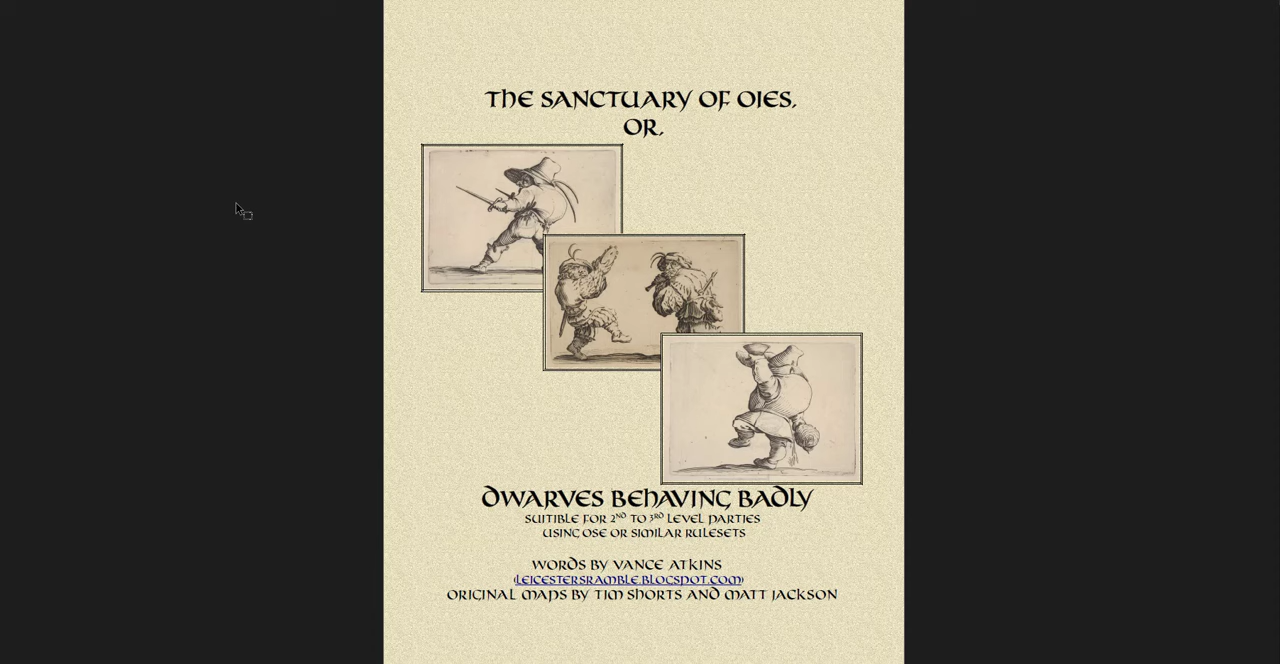 THE SANCTUARY OF OJES,
OR,
DWARVES BEHAVING BADLY
SUITIBLE FOR 2ND TO 3RD LEVEL PARTIES
USING OSE OR SIMILAR RULESETS
WORDS BY VANCE ATKINS
(LEICESTERSRAMBLE.BLOGSPOT.COM)
ORIGINAL MAPS BY TIM SHORTS AND MATT JACKSON